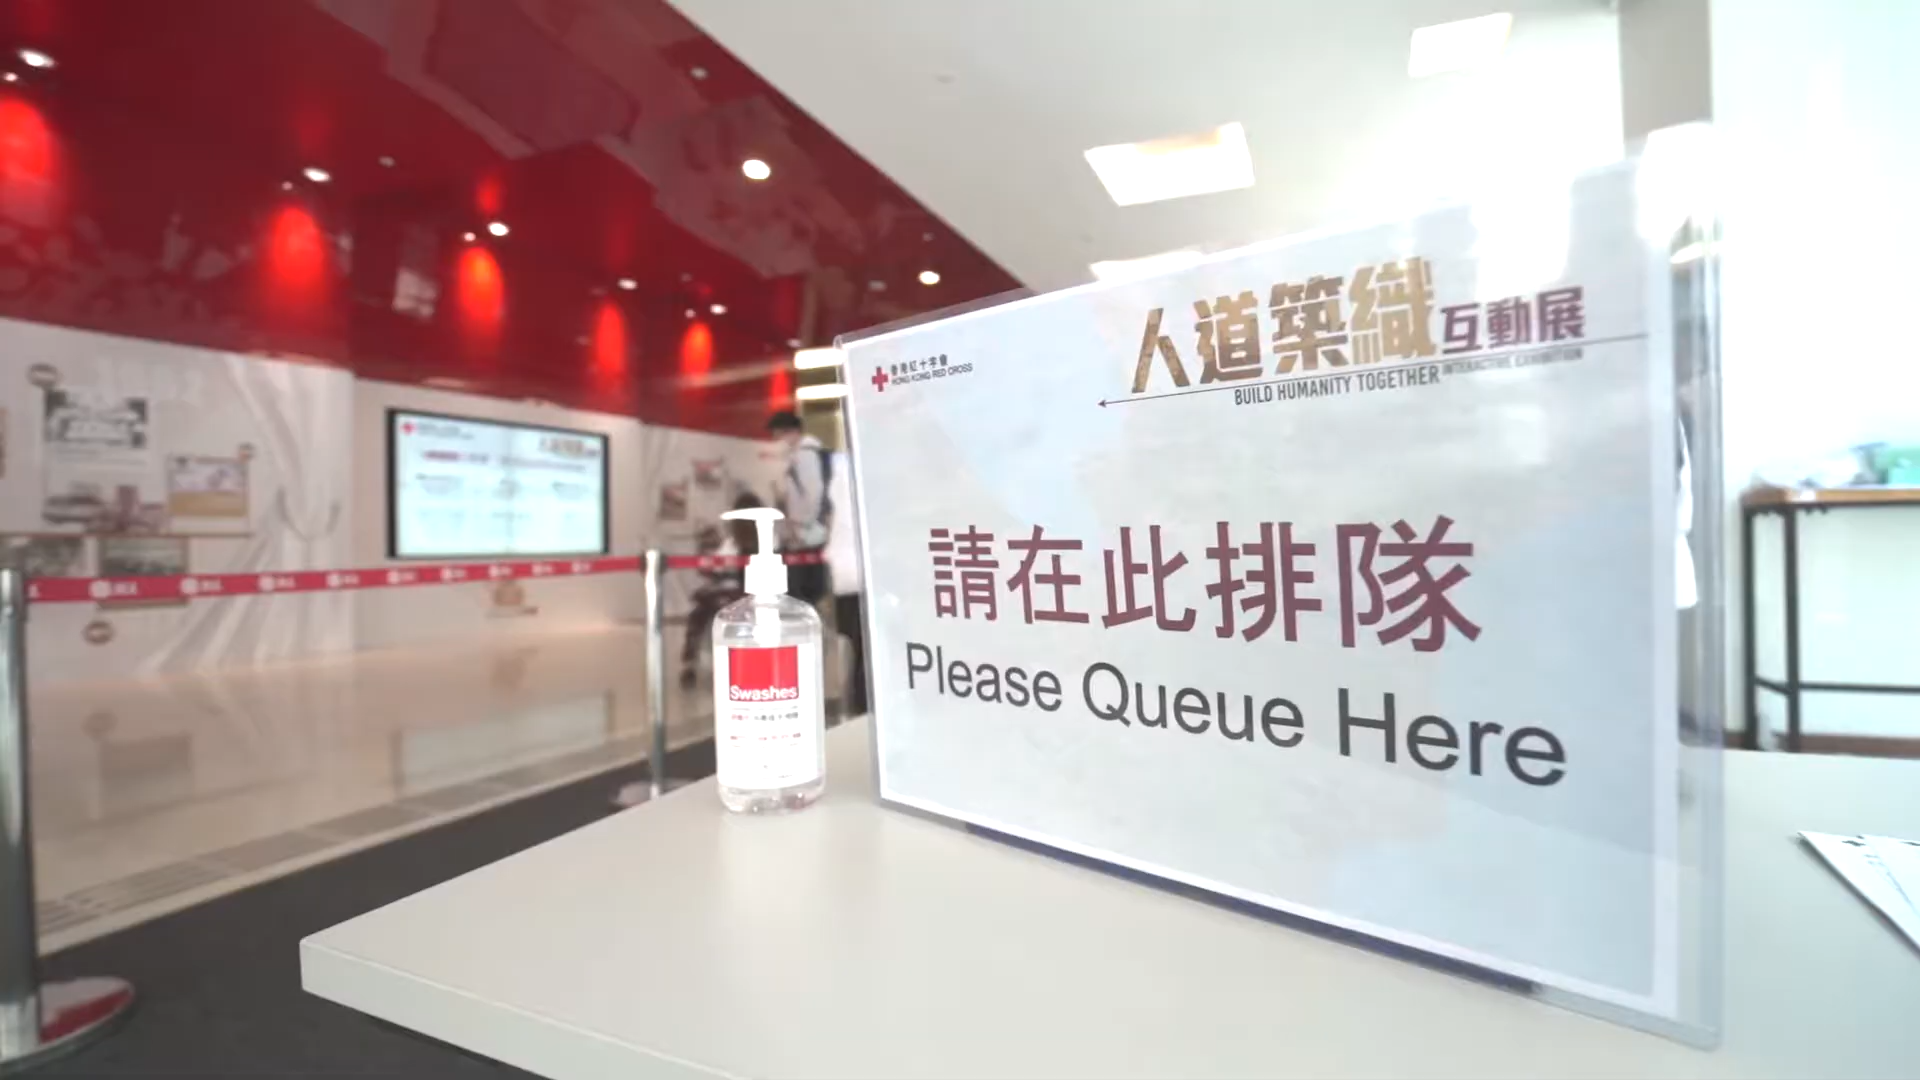 香港紅十字會
HONG KONG RED CROSS
人道築織互動展
BUILD HUMANITY TOGETHER INTERACTIVE EXHIBITION
請在此排隊
Please Queue Here
Swashes